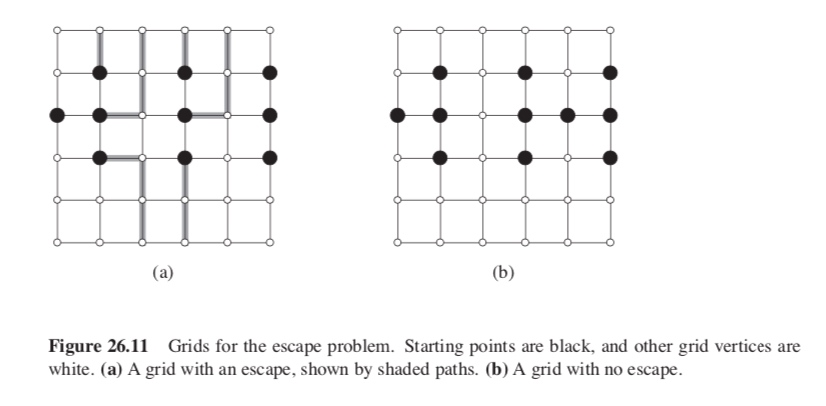 (a)
(b)
Figure 26.11 Grids for the escape problem. Starting points are black, and other grid vertices are
white. (a) A grid with an escape, shown by shaded paths. (b) A grid with no escape.